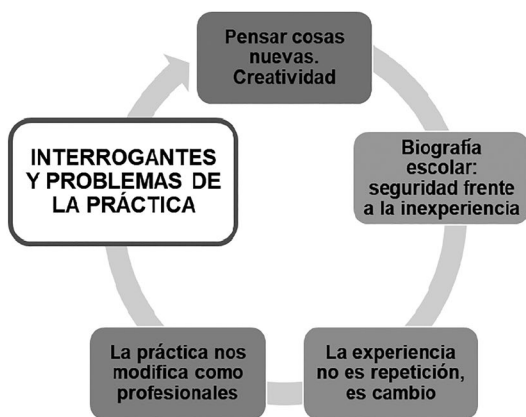 Pensar cosas
nuevas.
Creatividad
Biografía
escolar:
seguridad frente
a la inexperiencia
La experiencia
no es repetición,
es cambio
La práctica nos
modifica como
profesionales
INTERROGANTES
Y PROBLEMAS DE
LA PRÁCTICA